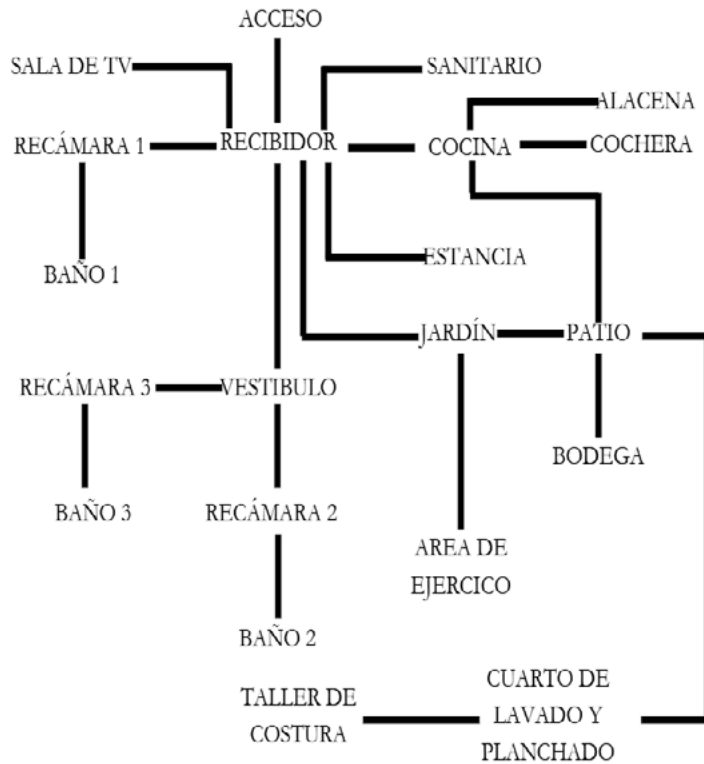 ACCESO
SALA DE TV
SANITARIO
ALACENA
RECÁMARA 1
RECIBIDOR
COCINA
COCHERA
BAÑO 1
ESTANCIA
JARDÍN
PATIO
RECÁMARA 3
VESTIBULO
BODEGA
BAÑO 3
RECÁMARA 2
AREA DE
EJERCICO
BAÑO 2
TALLER DE
COSTURA
CUARTO DE
LAVADO Y
PLANCHADO